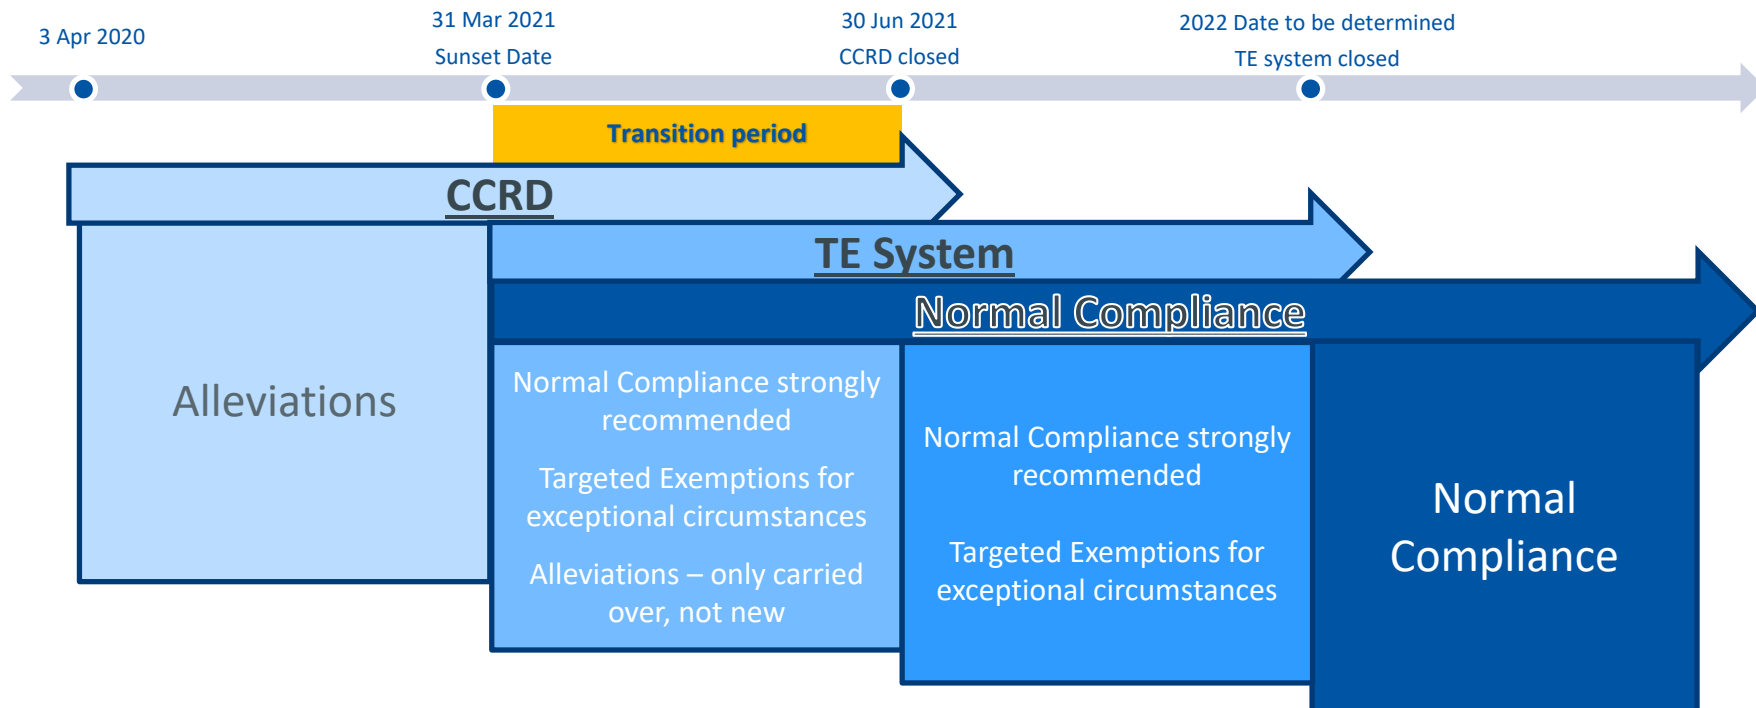 3 Apr 2020
31 Mar 2021
Sunset Date
30 Jun 2021
CCRD closed
2022 Date to be determined
TE system closed
Transition period
CCRD
TE System
Normal Compliance
Alleviations
Normal Compliance strongly
recommended
Targeted Exemptions for
exceptional circumstances
Alleviations – only carried
over, not new
Normal Compliance strongly
recommended
Targeted Exemptions for
exceptional circumstances
Normal
Compliance